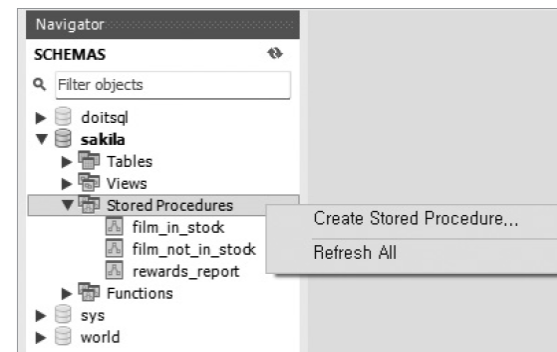 Navigator
SCHEMAS
Filter objects
doitsql
sakila
Tables
Views
Stored Procedures
Create Stored Procedure...
film_in_stock
Refresh All
film_not_in_stock
rewards_report
Functions
sys
world